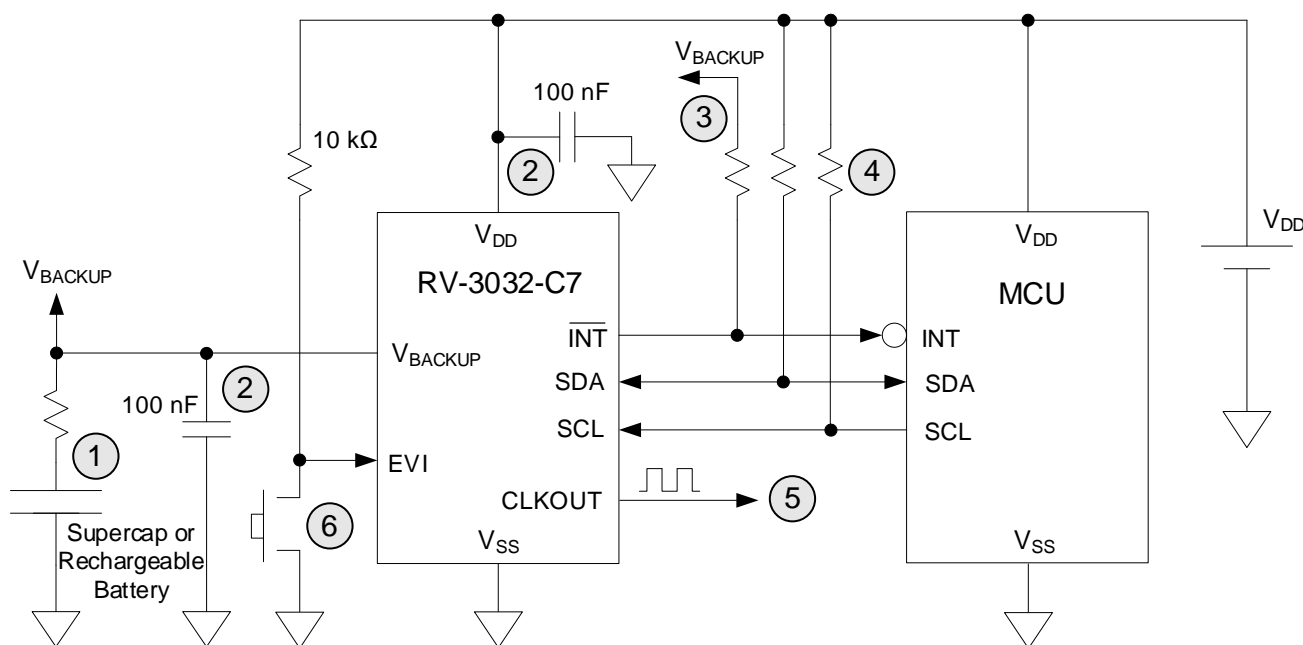 VBACKUP
100 nF
3
10 kΩ
2
4
VDD
VDD
VDD
VBACKUP
RV-3032-C7
MCU
INT
INT
VBACKUP
2
SDA
SDA
100 nF
1
SCL
SCL
EVI
CLKOUT
5
6
Supercap or
Rechargeable
Battery
VSS
VSS